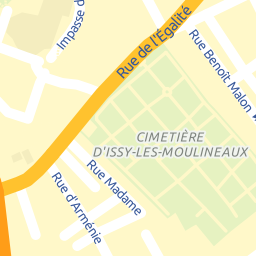 Impasse
Rue de l'Égalité
Rue Benoît Malon
CIMETIÈRE
D'ISSY-LES-MOULINEAUX
Rue Madame
Rue d'Arménie